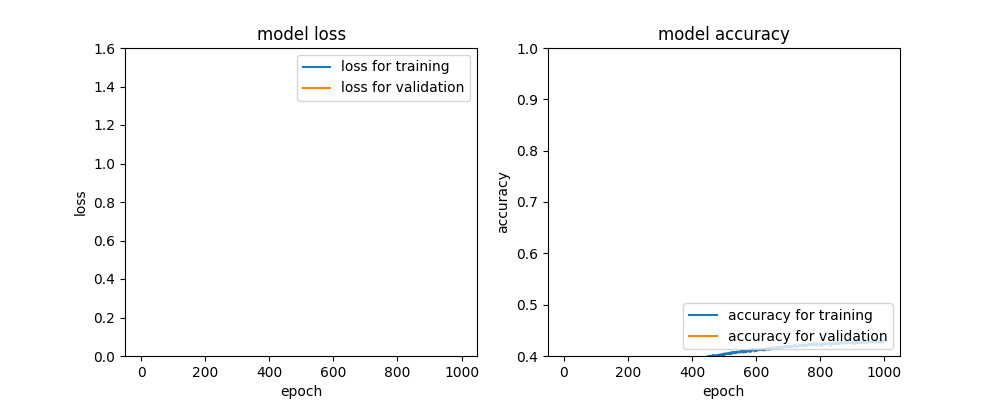 model loss
1.6
1.4
1.2
1.0
0.8
0.6
0.4
0.2
0.0
loss
loss for training
loss for validation
0 200 400 600 800 1000
epoch
model accuracy
1.0
0.9
0.8
0.7
0.6
0.5
0.4
accuracy
accuracy for training
accuracy for validation
0 200 400 600 800 1000
epoch